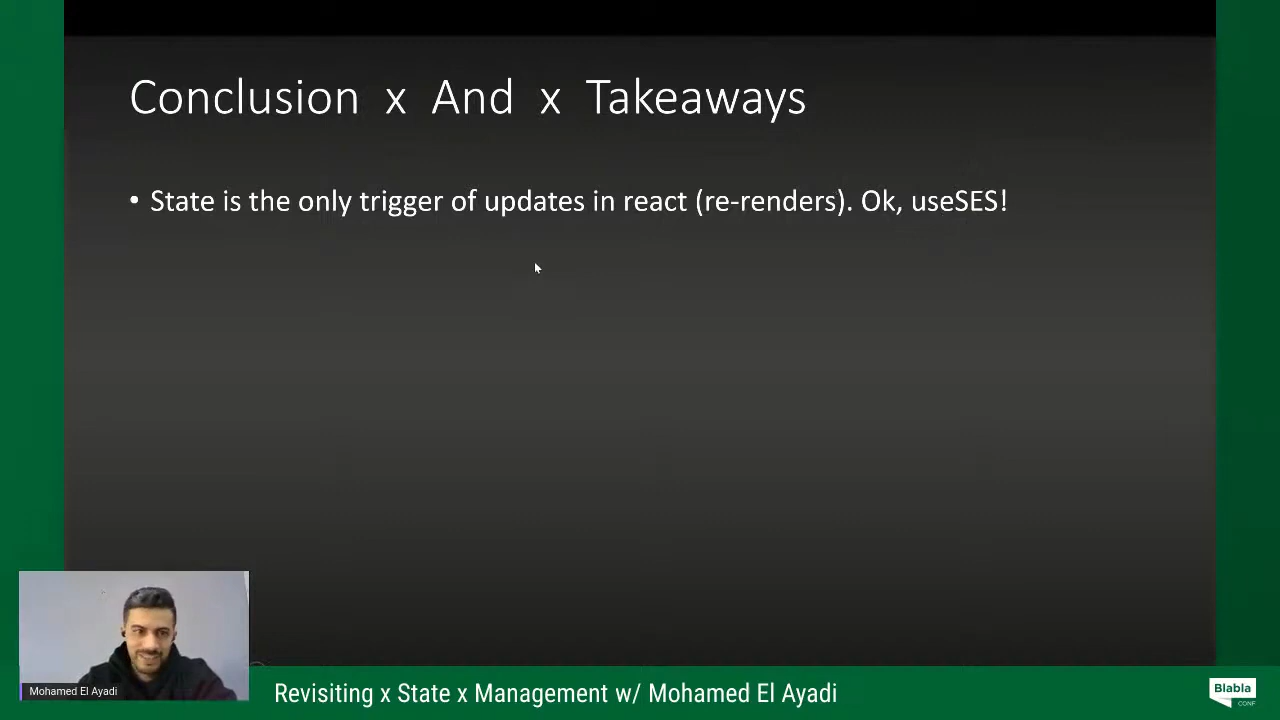 Conclusion x And x Takeaways
• State is the only trigger of updates in react (re-renders). Ok, useSES!
Mohamed El Ayadi
Revisiting x State x Management w/ Mohamed El Ayadi
Blabla
CONF